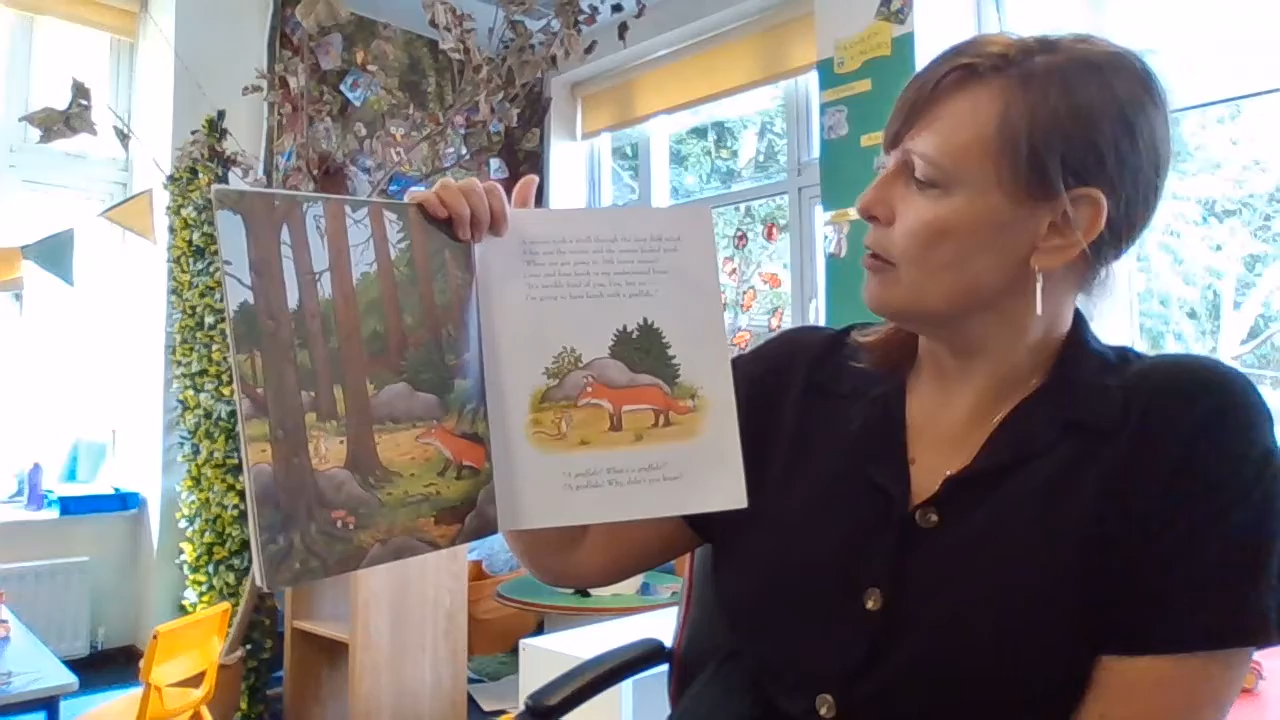 A mouse took a stroll through the deep dark wood.
A fox saw the mouse and the mouse looked good.
"Where are you going to, little brown mouse?
Come and have lunch in my underground house."
"It's terribly kind of you, Fox, but no –
I'm going to have lunch with a gruffalo."
"A gruffalo? What's a gruffalo?"
"A gruffalo! Why, didn't you know?